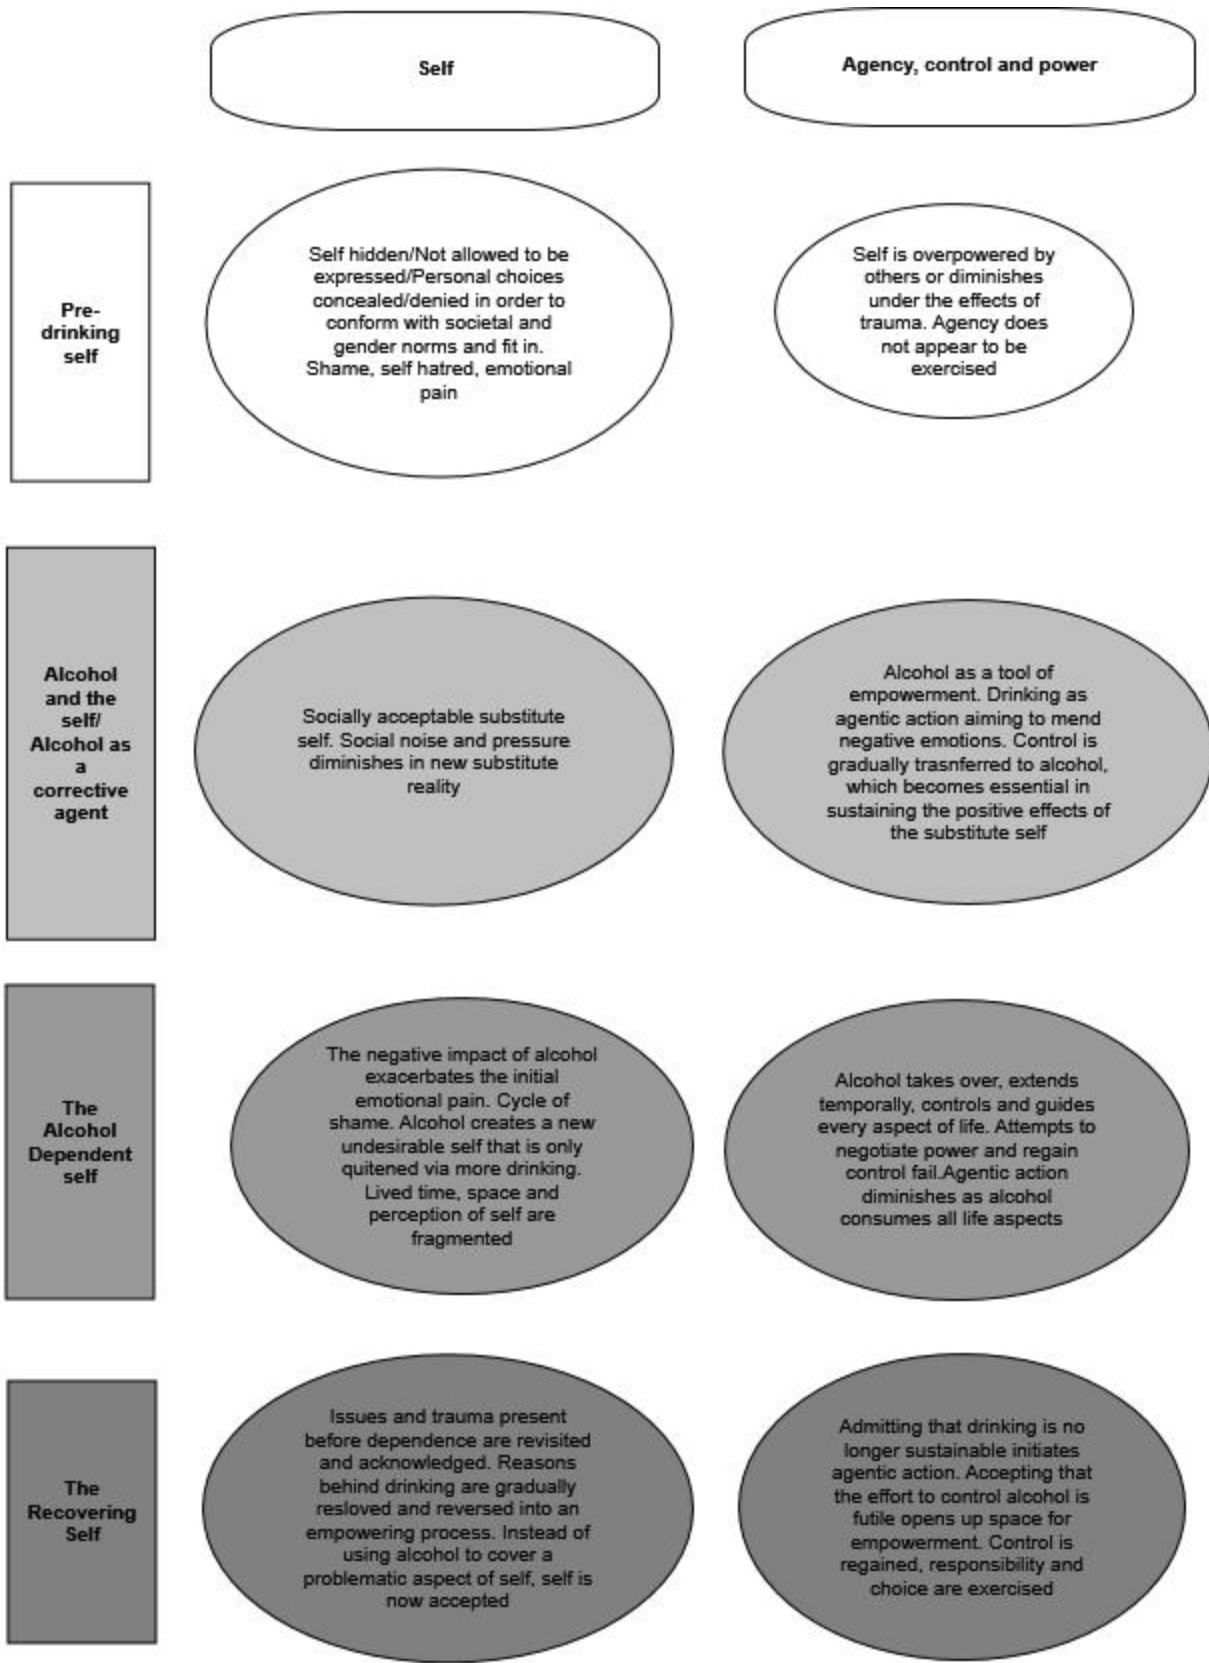 Self
Agency, control and power
Pre-
drinking
self
Self hidden/Not allowed to be
expressed/Personal choices
concealed/denied in order to
conform with societal and
gender norms and fit in.
Shame, self hatred, emotional
pain
Self is overpowered by
others or diminishes
under the effects of
trauma. Agency does
not appear to be
exercised
Alcohol
and the
self/
Alcohol as
a
corrective
agent
Socially acceptable substitute
self. Social noise and pressure
diminishes in new substitute
reality
Alcohol as a tool of
empowerment. Drinking as
agentic action aiming to mend
negative emotions. Control is
gradually trasnferred to alcohol,
which becomes essential in
sustaining the positive effects of
the substitute self
The
Alcohol
Dependent
self
The negative impact of alcohol
exacerbates the initial
emotional pain. Cycle of
shame. Alcohol creates a new
undesirable self that is only
quitened via more drinking.
Lived time, space and
perception of self are
fragmented
Alcohol takes over, extends
temporally, controls and guides
every aspect of life. Attempts to
negotiate power and regain
control fail.Agentic action
diminishes as alcohol
consumes all life aspects
The
Recovering
Self
Issues and trauma present
before dependence are revisited
and acknowledged. Reasons
behind drinking are gradually
resloved and reversed into an
empowering process. Instead of
using alcohol to cover a
problematic aspect of self, self is
now accepted
Admitting that drinking is no
longer sustainable initiates
agentic action. Accepting that
the effort to control alcohol is
futile opens up space for
empowerment. Control is
regained, responsibility and
choice are exercised